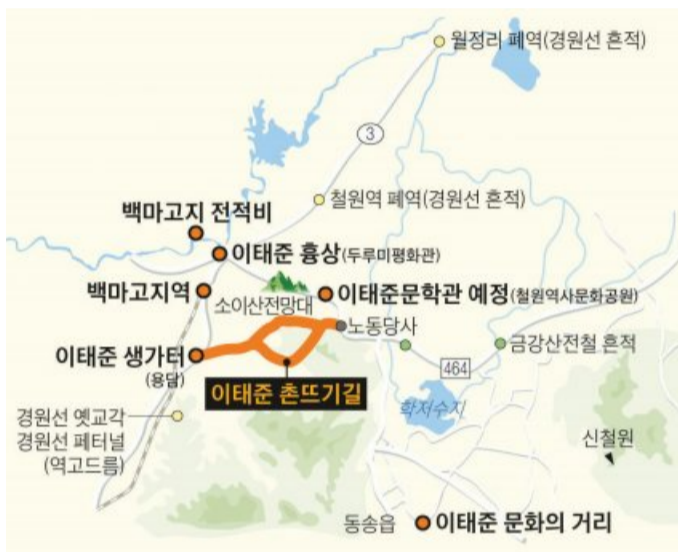 월정리 폐역(경원선 흔적)
3
철원역 폐역(경원선 흔적)
백마고지 전적비
이태준 흉상(두루미평화관)
백마고지역
소이산전망대
이태준문학관 예정(철원역사문화공원)
노동당사
이태준 생가터
(용담)
금강산전철 흔적
464
이태준 촌뜨기길
학저수지
경원선 옛교각
경원선 폐터널
(역고드름)
신철원
동송읍
이태준 문화의 거리